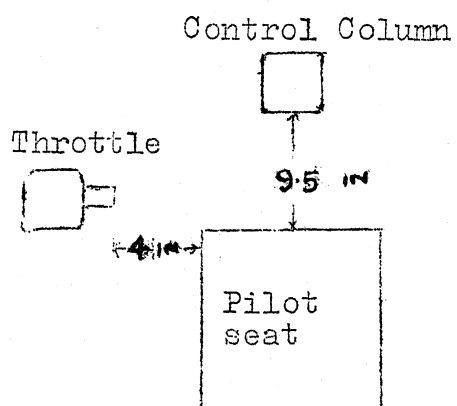 Control Column
Throttle
9.5 IN
4 IN
Pilot
seat